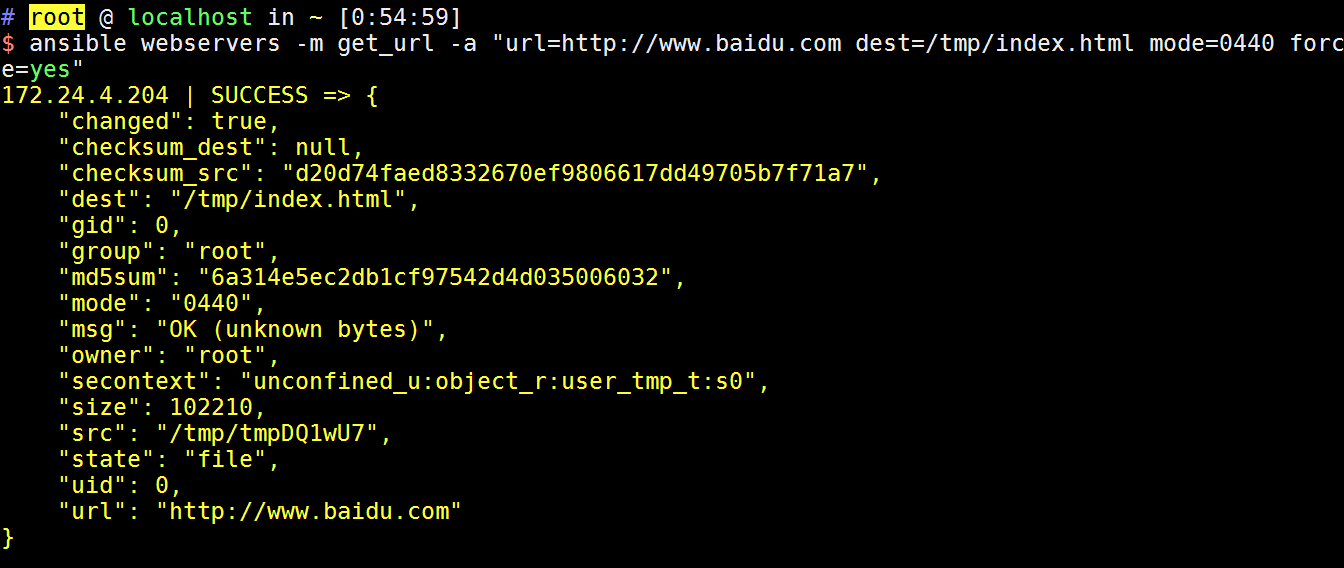 # root @ localhost in ~ [0:54:59]
$ ansible webservers -m get_url -a "url=http://www.baidu.com dest=/tmp/index.html mode=0440 forc
e=yes"
172.24.4.204 | SUCCESS => {
    "changed": true,
    "checksum_dest": null,
    "checksum_src": "d20d74faed8332670ef9806617dd49705b7f71a7",
    "dest": "/tmp/index.html",
    "gid": 0,
    "group": "root",
    "md5sum": "6a314e5ec2db1cf97542d4d035006032",
    "mode": "0440",
    "msg": "OK (unknown bytes)",
    "owner": "root",
    "secontext": "unconfined_u:object_r:user_tmp_t:s0",
    "size": 102210,
    "src": "/tmp/tmpDQ1wU7",
    "state": "file",
    "uid": 0,
    "url": "http://www.baidu.com"
}